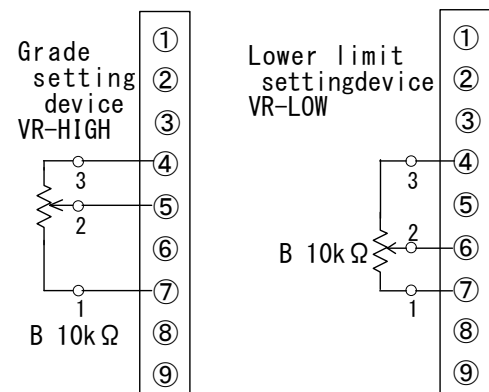 Grade
setting
device
VR-HIGH
①
②
③
④
⑤
⑥
⑦
⑧
⑨
3
2
1
B 10kΩ
Lower limit
settingdevice
VR-LOW
①
②
③
④
⑤
⑥
⑦
⑧
⑨
3
2
1
B 10kΩ